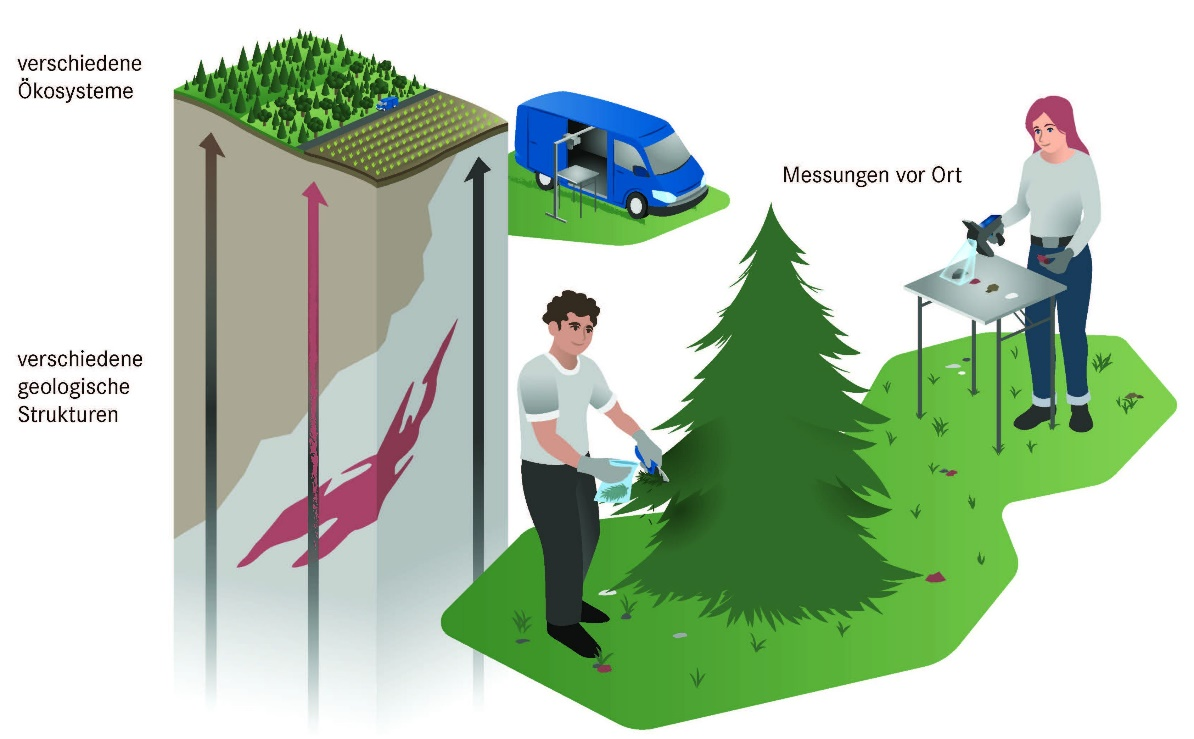 verschiedene
Ökosysteme
Messungen vor Ort
verschiedene
geologische
Strukturen